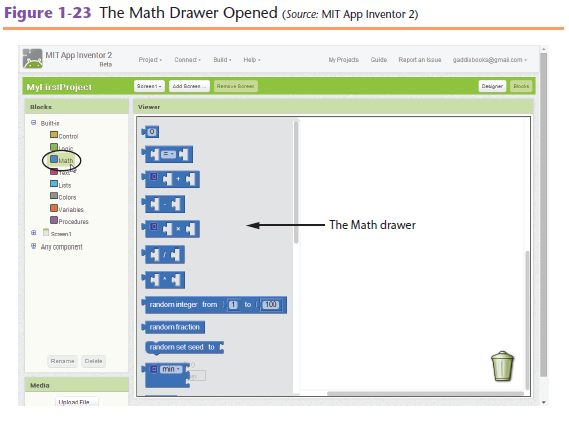 Figure 1-23 The Math Drawer Opened (Source: MIT App Inventor 2)
MIT App Inventor 2
Beta
Project Connect Build Help My Projects Guide Report an Issue gaddisbooks@gmail.com
MyFirstProject Screen1 Add Screen ... Remove Screen Designer Blocks
Blocks Viewer
Built-in
Control
Logic
Math
Text
Lists
Colors
Variables
Procedures
Screen1
Any component
0
=
+
-
×
/
^
random integer from 1 to 100
random fraction
random set seed to
min
The Math drawer
Rename Delete
Media
Upload File...